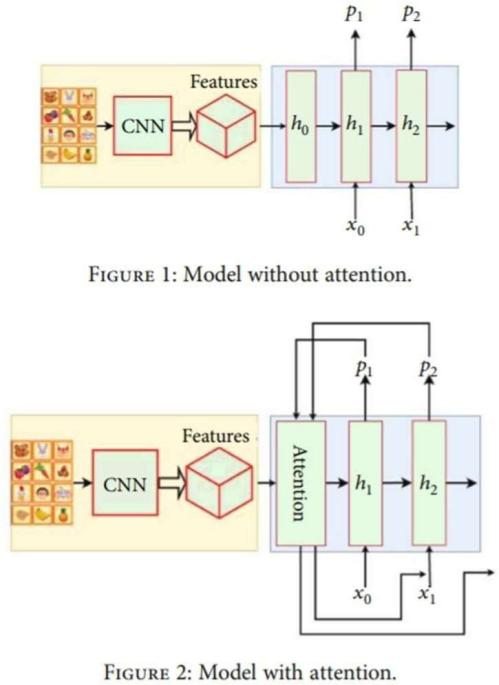 p₁ p₂
Features
CNN
h₀ h₁ h₂
x₀ x₁
FIGURE 1: Model without attention.
p₁ p₂
Features
CNN
Attention
h₁ h₂
x₀ x₁
FIGURE 2: Model with attention.